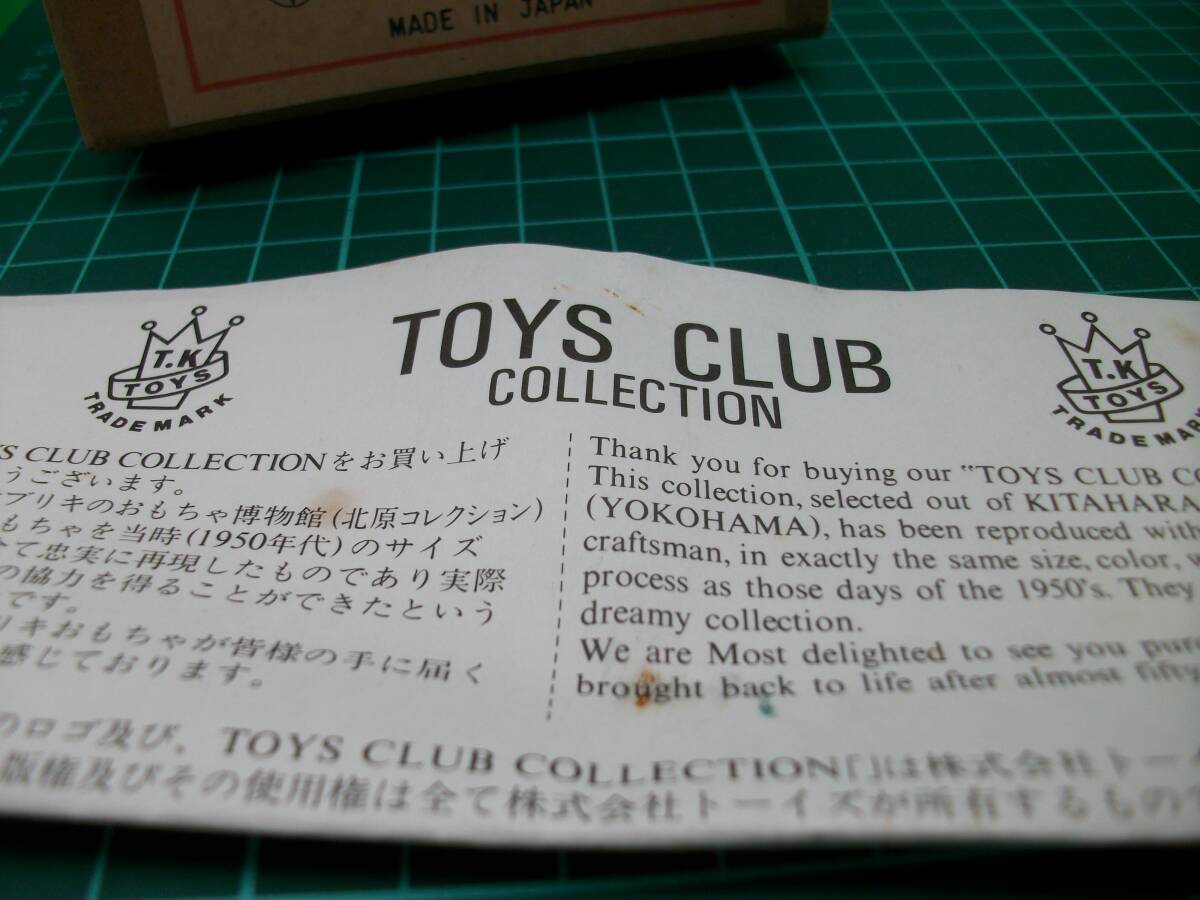 MADE IN JAPAN
T.K
TOYS
TRADE MARK
TOYS CLUB
COLLECTION
T.K
TOYS
TRADE MARK
S CLUB COLLECTIONをお買い上げ
うございます。
ブリキのおもちゃ博物館(北原コレクション)
もちゃを当時(1950年代)のサイズ
て忠実に再現したものであり実際
の協力を得ることができたという
です。
リキおもちゃが皆様の手に届く
感じております。
Thank you for buying our "TOYS CLUB CO
This collection, selected out of KITAHARA
(YOKOHAMA), has been reproduced with
craftsman, in exactly the same size, color,
process as those days of the 1950's. They
dreamy collection.
We are Most delighted to see you pur
brought back to life after almost fifty
のロゴ及び、TOYS CLUB COLLECTION「」は株式会社トー
版権及びその使用権は全て株式会社トーイズが所有するもので